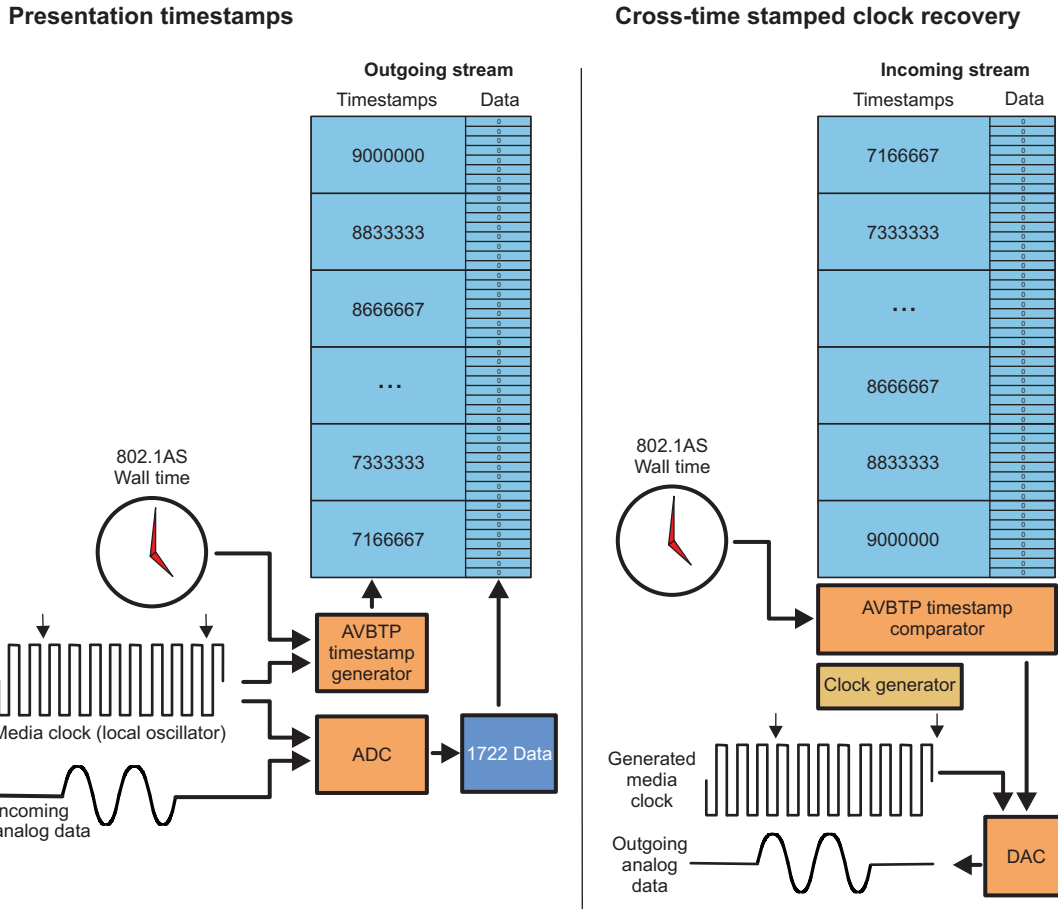 Presentation timestamps
Outgoing stream
Timestamps Data
9000000
8833333
8666667
...
7333333
7166667
802.1AS
Wall time
AVBTP
timestamp
generator
Media clock (local oscillator)
ADC
1722 Data
analog data
Cross-time stamped clock recovery
Incoming stream
Timestamps Data
7166667
7333333
...
8666667
8833333
9000000
802.1AS
Wall time
AVBTP timestamp
comparator
Clock generator
Generated
media
clock
Outgoing
analog
data
DAC